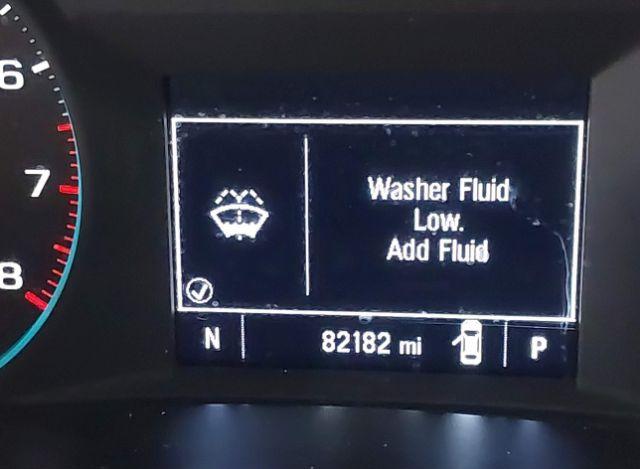 6
7
8
Washer Fluid
Low.
Add Fluid
N 82182 mi P